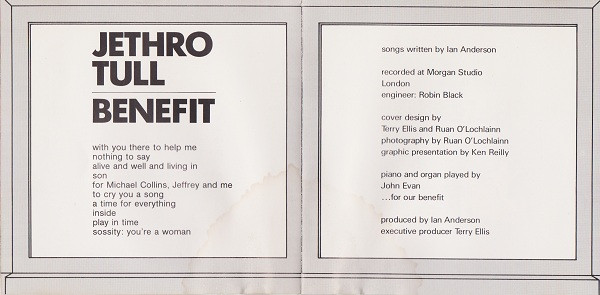 JETHRO
TULL
BENEFIT
with you there to help me
nothing to say
alive and well and living in
son
for Michael Collins, Jeffrey and me
to cry you a song
a time for everything
inside
play in time
sossity: you're a woman
songs written by Ian Anderson
recorded at Morgan Studio
London
engineer: Robin Black
cover design by
Terry Ellis and Ruan O'Lochlainn
photography by Ruan O'Lochlainn
graphic presentation by Ken Reilly
piano and organ played by
John Evan
...for our benefit
produced by Ian Anderson
executive producer Terry Ellis